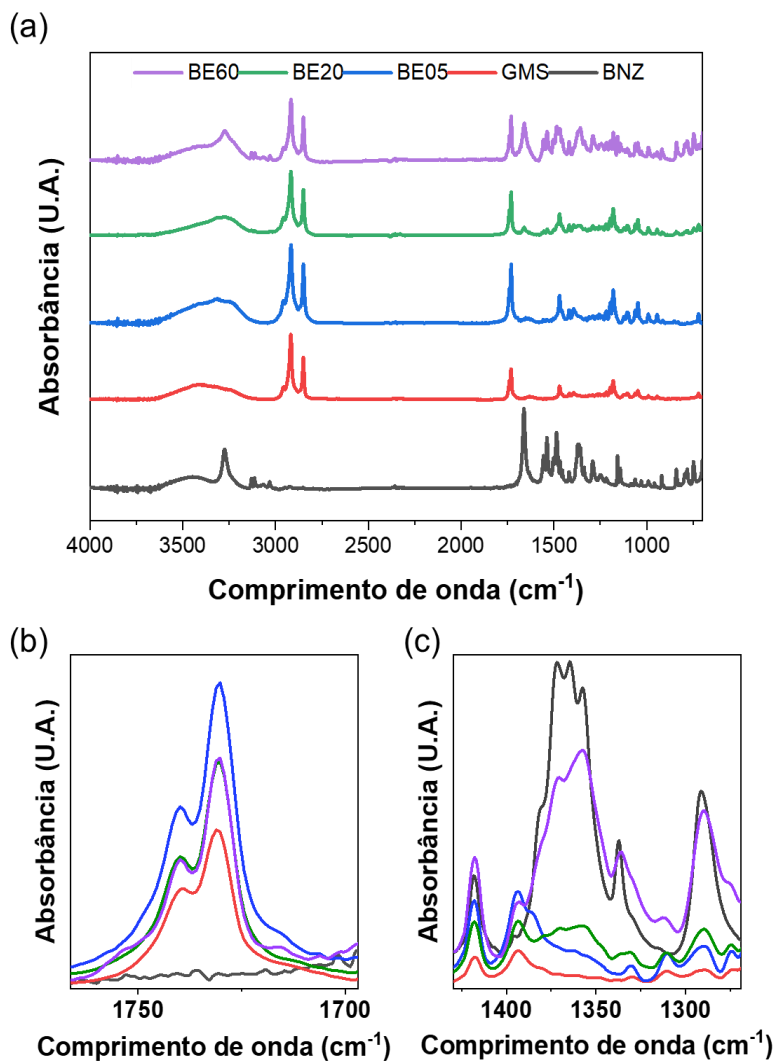 (a)
BE60 BE20 BE05 GMS BNZ
Absorbância (U.A.)
4000 3500 3000 2500 2000 1500 1000
Comprimento de onda (cm-1)
(b) (c)
Absorbância (U.A.) Absorbância (U.A.)
1750 1700 1400 1350 1300
Comprimento de onda (cm-1) Comprimento de onda (cm-1)